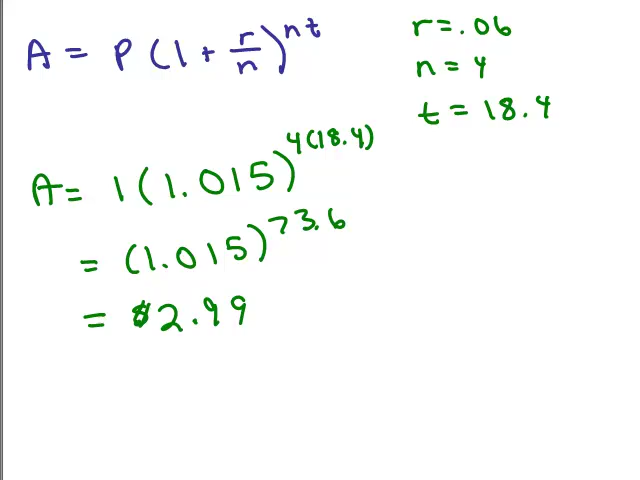 A = P(1 + r/n)^nt
r = .06
n = 4
t = 18.4
A = 1(1.015)^4(18.4)
= (1.015)^73.6
= $2.99